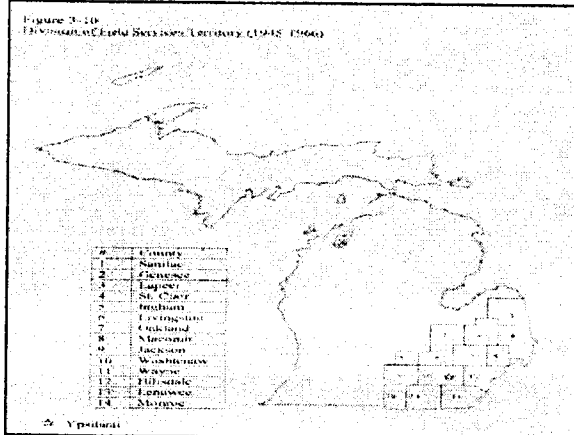 Figure 3-10
Division of Field Services Territory (1948-1966)
# County
1 Sanilac
2 Genesee
3 Lapeer
4 St. Clair
5 Ingham
6 Livingston
7 Oakland
8 Macomb
9 Jackson
10 Washtenaw
11 Wayne
12 Hillsdale
13 Lenawee
14 Monroe
Ypsilanti